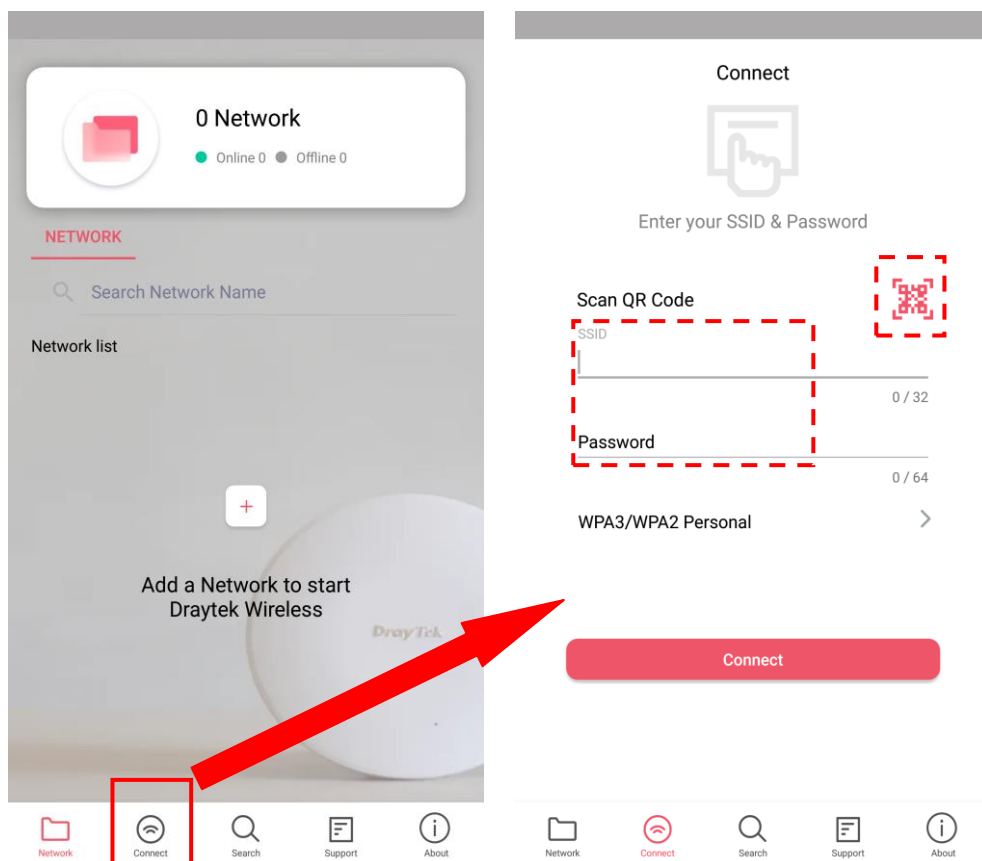 0 Network
Online 0 Offline 0
NETWORK
Search Network Name
Network list
Add a Network to start
Draytek Wireless
DrayTek
Network Connect Search Support About
Connect
Enter your SSID & Password
Scan QR Code
SSID
0 / 32
Password
0 / 64
WPA3/WPA2 Personal
Connect
Network Connect Search Support About